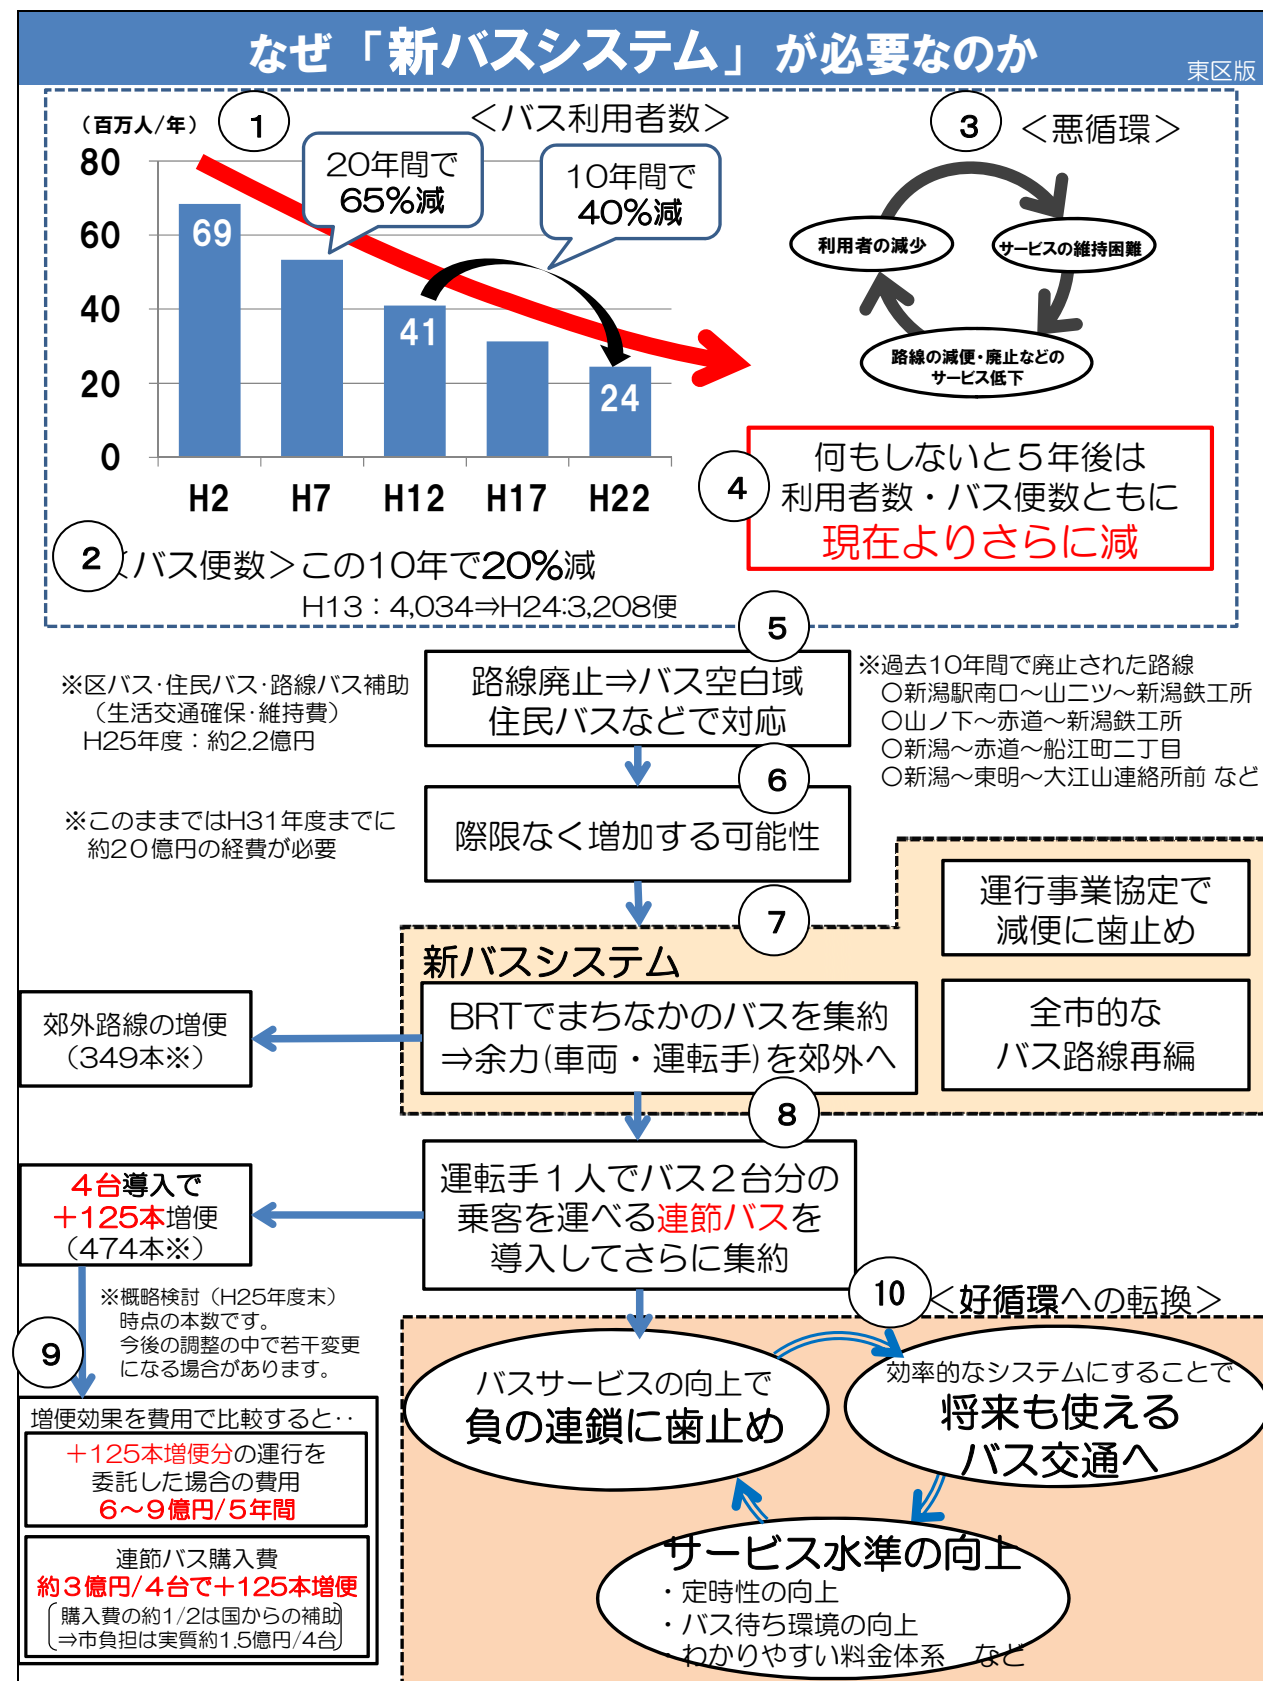 なぜ「新バスシステム」が必要なのか
東区版
（百万人/年）
1
＜バス利用者数＞
80
60
40
20
0
69
41
24
H2
H7
H12
H17
H22
20年間で
65%減
10年間で
40%減
2
＜バス便数＞この10年で20%減
H13：4,034⇒H24:3,208便
3
＜悪循環＞
利用者の減少
サービスの維持困難
路線の減便・廃止などの
サービス低下
4
何もしないと５年後は
利用者数・バス便数ともに
現在よりさらに減
5
路線廃止⇒バス空白域
住民バスなどで対応
※区バス・住民バス・路線バス補助
（生活交通確保・維持費）
H25年度：約2.2億円
※過去10年間で廃止された路線
〇新潟駅南口～山二ツ～新潟鉄工所
〇山ノ下～赤道～新潟鉄工所
〇新潟～赤道～船江町二丁目
〇新潟～東明～大江山連絡所前 など
6
際限なく増加する可能性
※このままではH31年度までに
約２０億円の経費が必要
7
新バスシステム
BRTでまちなかのバスを集約
⇒余力(車両・運転手)を郊外へ
運行事業協定で
減便に歯止め
全市的な
バス路線再編
郊外路線の増便
（349本※）
8
運転手１人でバス２台分の
乗客を運べる連節バスを
導入してさらに集約
４台導入で
＋125本増便
（474本※）
※概略検討（H25年度末）
時点の本数です。
今後の調整の中で若干変更
になる場合があります。
9
増便効果を費用で比較すると‥
＋125本増便分の運行を
委託した場合の費用
６～９億円/５年間
連節バス購入費
約３億円/４台で＋125本増便
購入費の約1/2は国からの補助
⇒市負担は実質約1.5億円/4台
10
＜好循環への転換＞
バスサービスの向上で
負の連鎖に歯止め
効率的なシステムにすることで
将来も使える
バス交通へ
サービス水準の向上
・定時性の向上
・バス待ち環境の向上
・わかりやすい料金体系　など